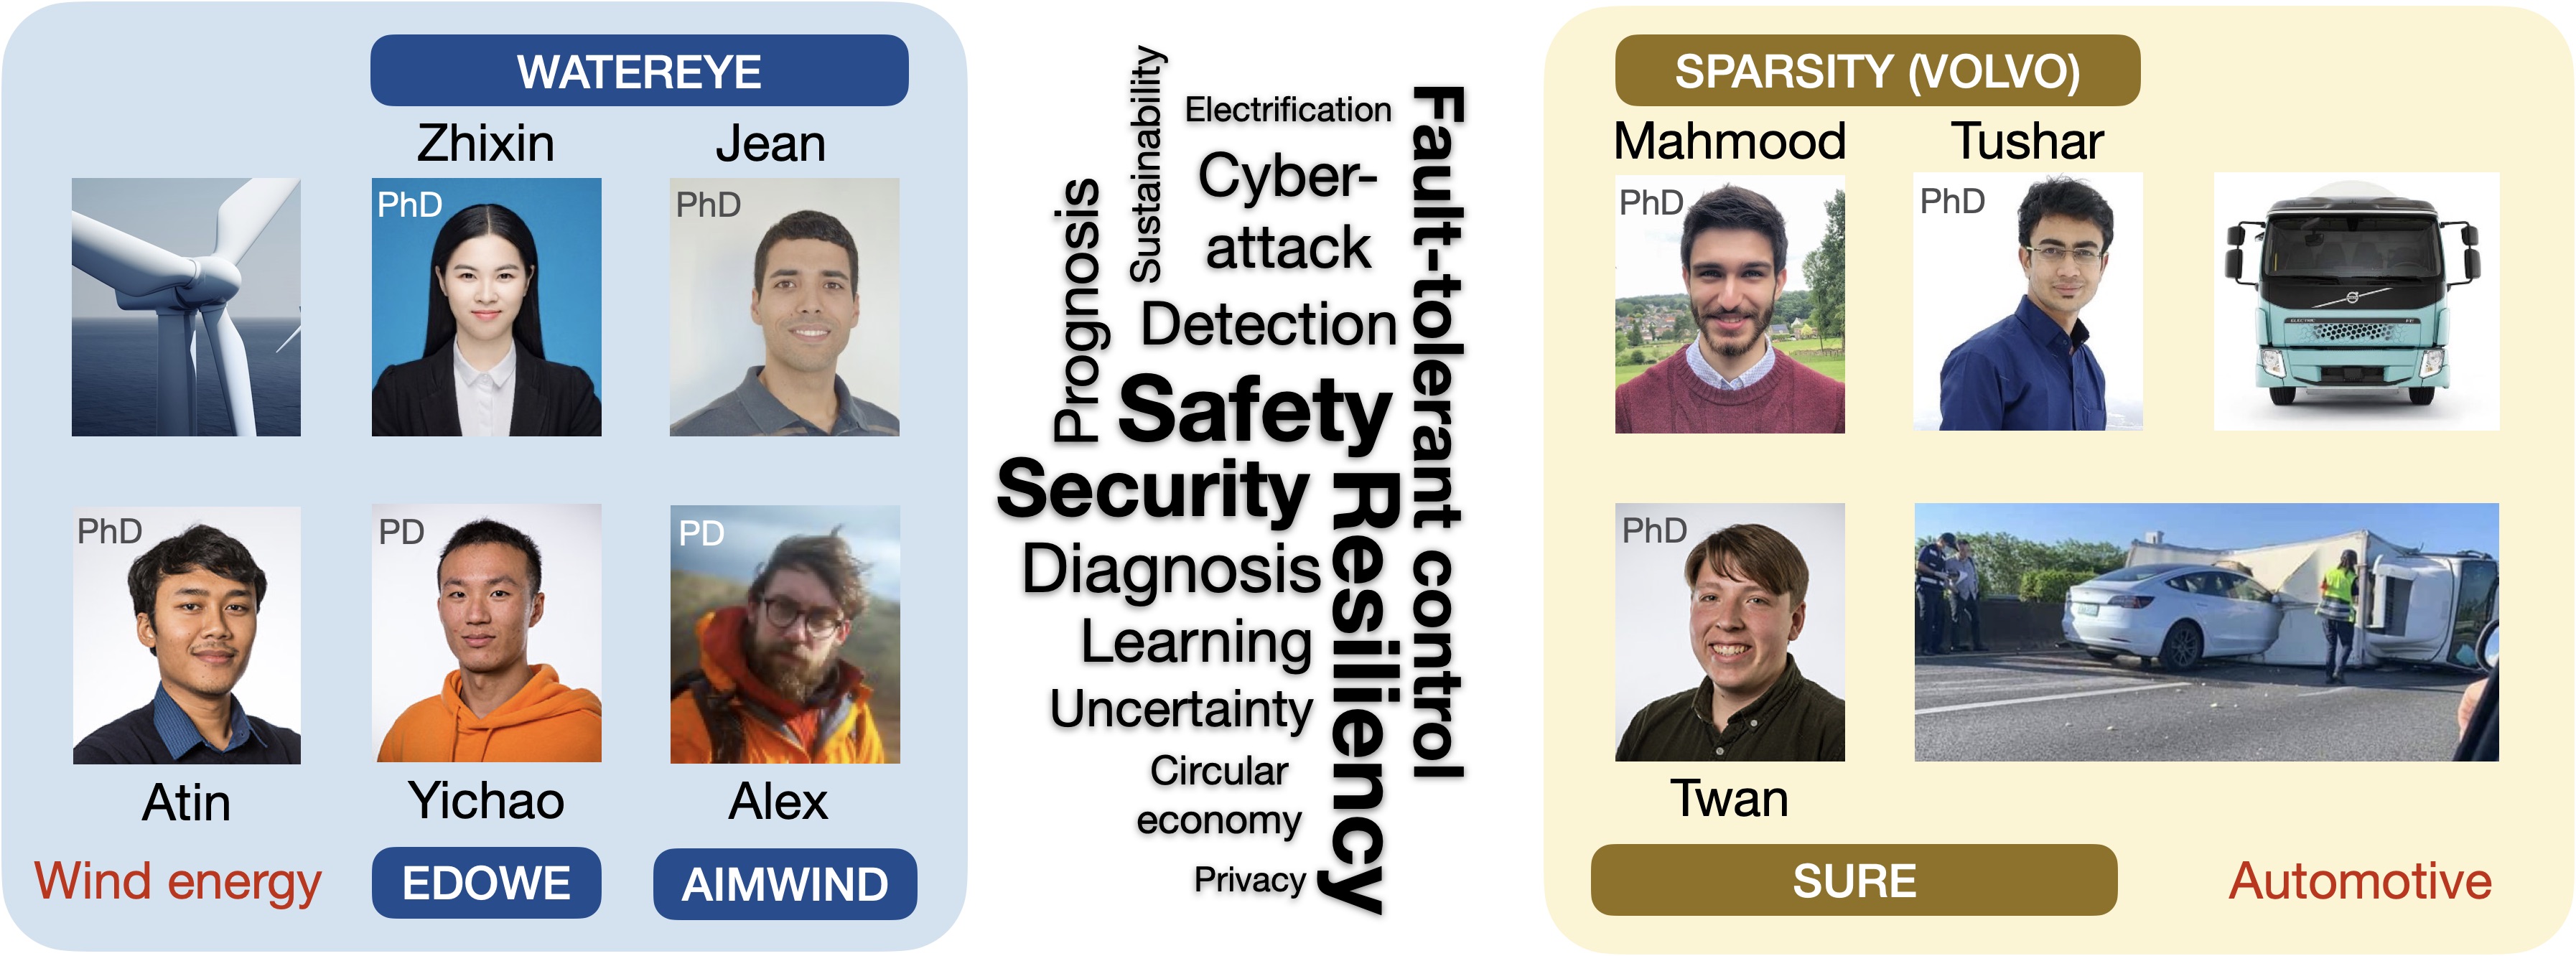 WATEREYE
Zhixin
Jean
PhD
PhD
PhD
PD
PD
Atin
Yichao
Alex
Wind energy
EDOWE
AIMWIND
Sustainability
Electrification
Prognosis
Cyber-
attack
Detection
Safety
Security
Diagnosis
Learning
Uncertainty
Circular
economy
Privacy
Resiliency
Fault-tolerant control
SPARSITY (VOLVO)
Mahmood
Tushar
PhD
PhD
ELECTRIC
PhD
Twan
SURE
Automotive